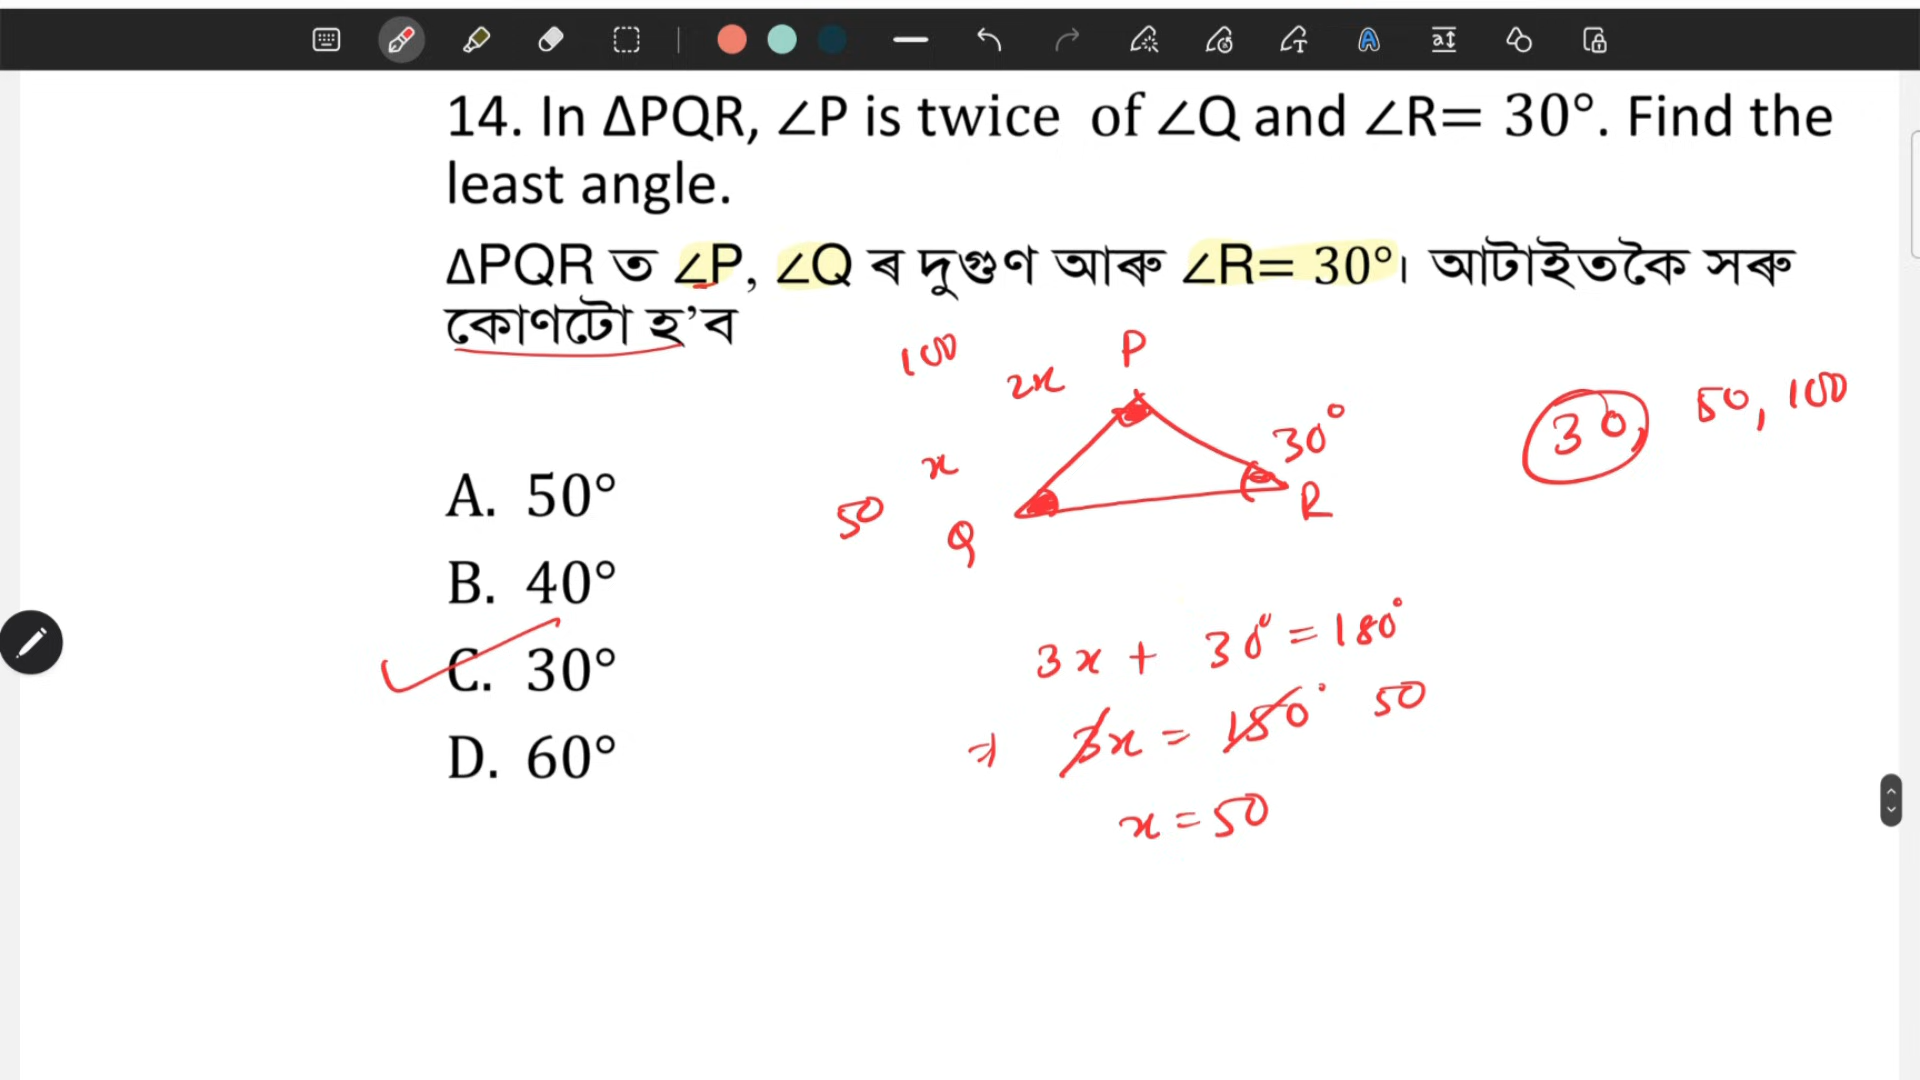 14. In ΔPQR, ∠P is twice of ∠Q and ∠R= 30°. Find the
least angle.
ΔPQR ত ∠P, ∠Q ৰ দুগুণ আৰু ∠R= 30°। আটাইতকৈ সৰু
কোণটো হ’ব
100
2x
P
30°
30, 50, 100
x
50
Q
R
A. 50°
B. 40°
C. 30°
D. 60°
3x + 30° = 180°
⇒ 3x = 150° 50
x = 50